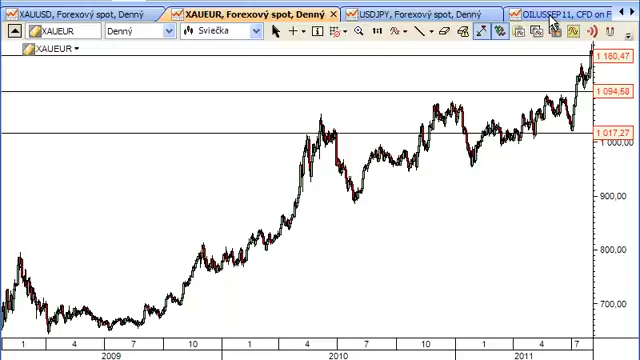 XAUUSD, Forexový spot, Denný XAUEUR, Forexový spot, Denný USDJPY, Forexový spot, Denný OILUSSEP11, CFD on F
XAUEUR Denný Sviečka 1:1
XAUEUR
1 160,47
1 094,58
1 017,27
1 000,00
900,00
800,00
700,00
1 4 7 10 1 4 7 10 1 4 7
2009 2010 2011